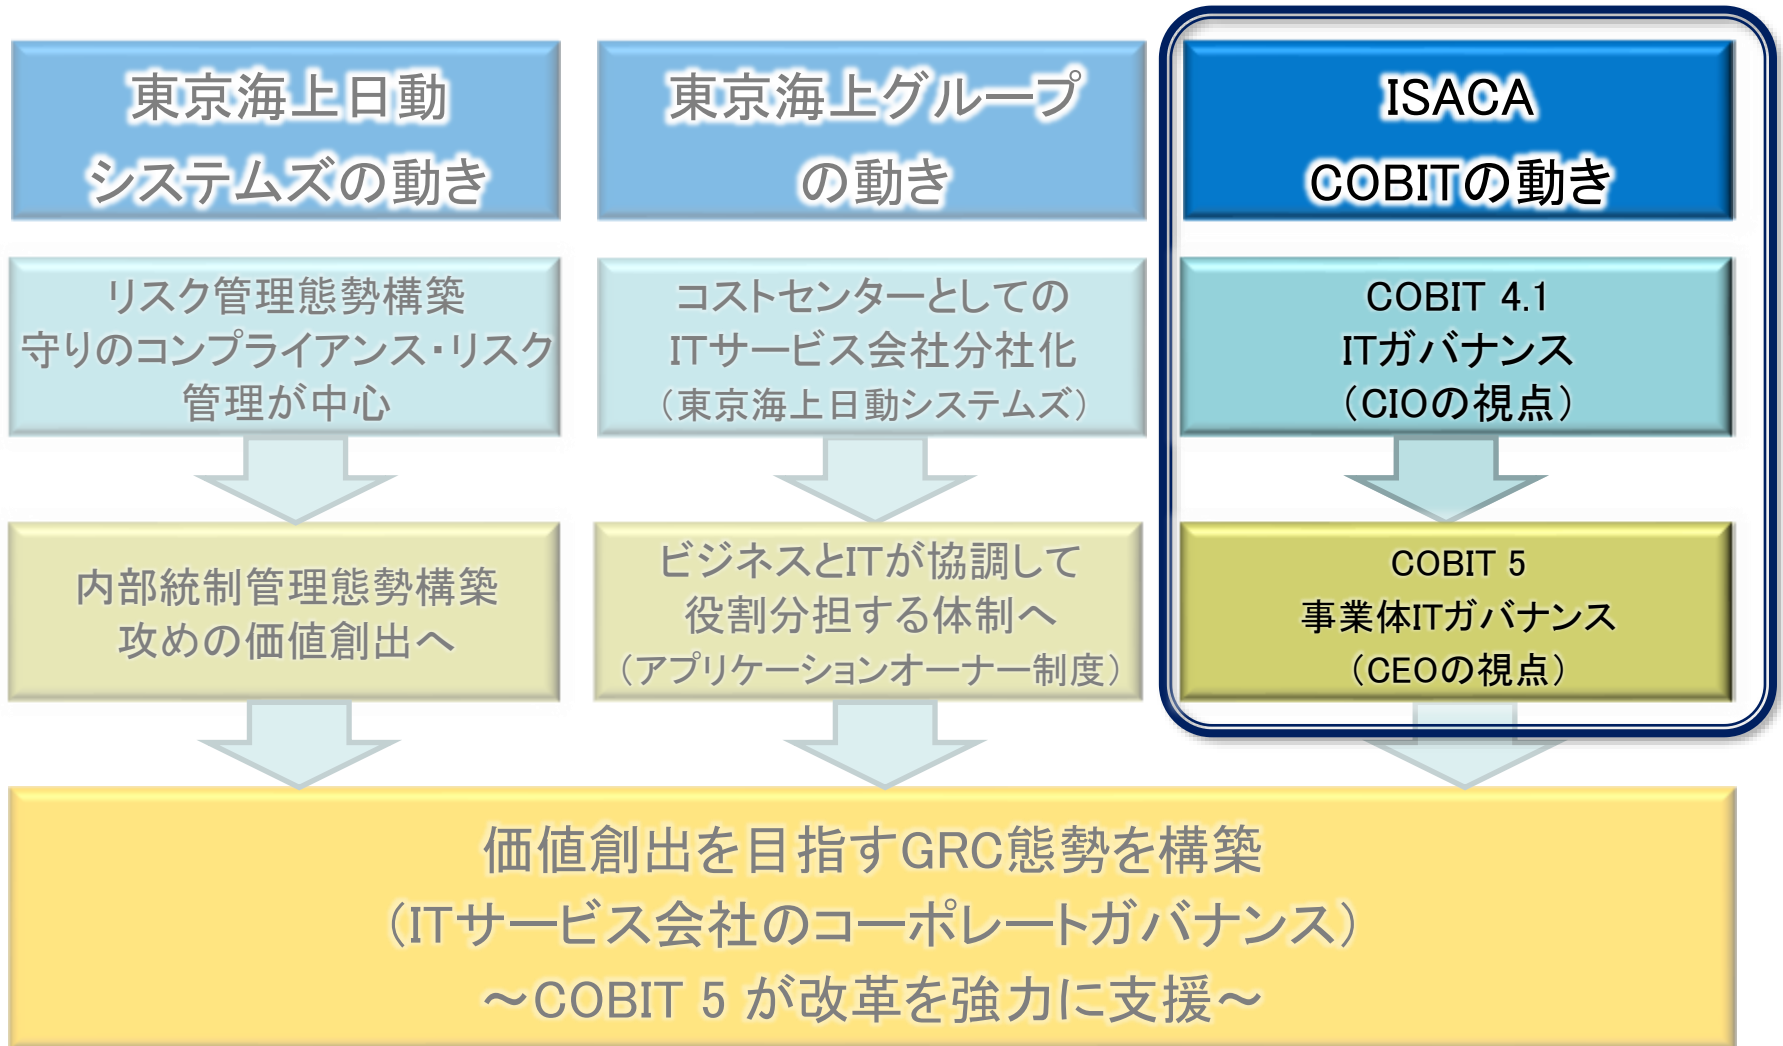 東京海上日動
システムズの動き
リスク管理態勢構築
守りのコンプライアンス・リスク
管理が中心
内部統制管理態勢構築
攻めの価値創出へ
東京海上グループ
の動き
コストセンターとしての
ITサービス会社分社化
（東京海上日動システムズ）
ビジネスとITが協調して
役割分担する体制へ
（アプリケーションオーナー制度）
ISACA
COBITの動き
COBIT 4.1
ITガバナンス
（CIOの視点）
COBIT 5
事業体ITガバナンス
（CEOの視点）
価値創出を目指すGRC態勢を構築
（ITサービス会社のコーポレートガバナンス）
～COBIT 5 が改革を強力に支援～